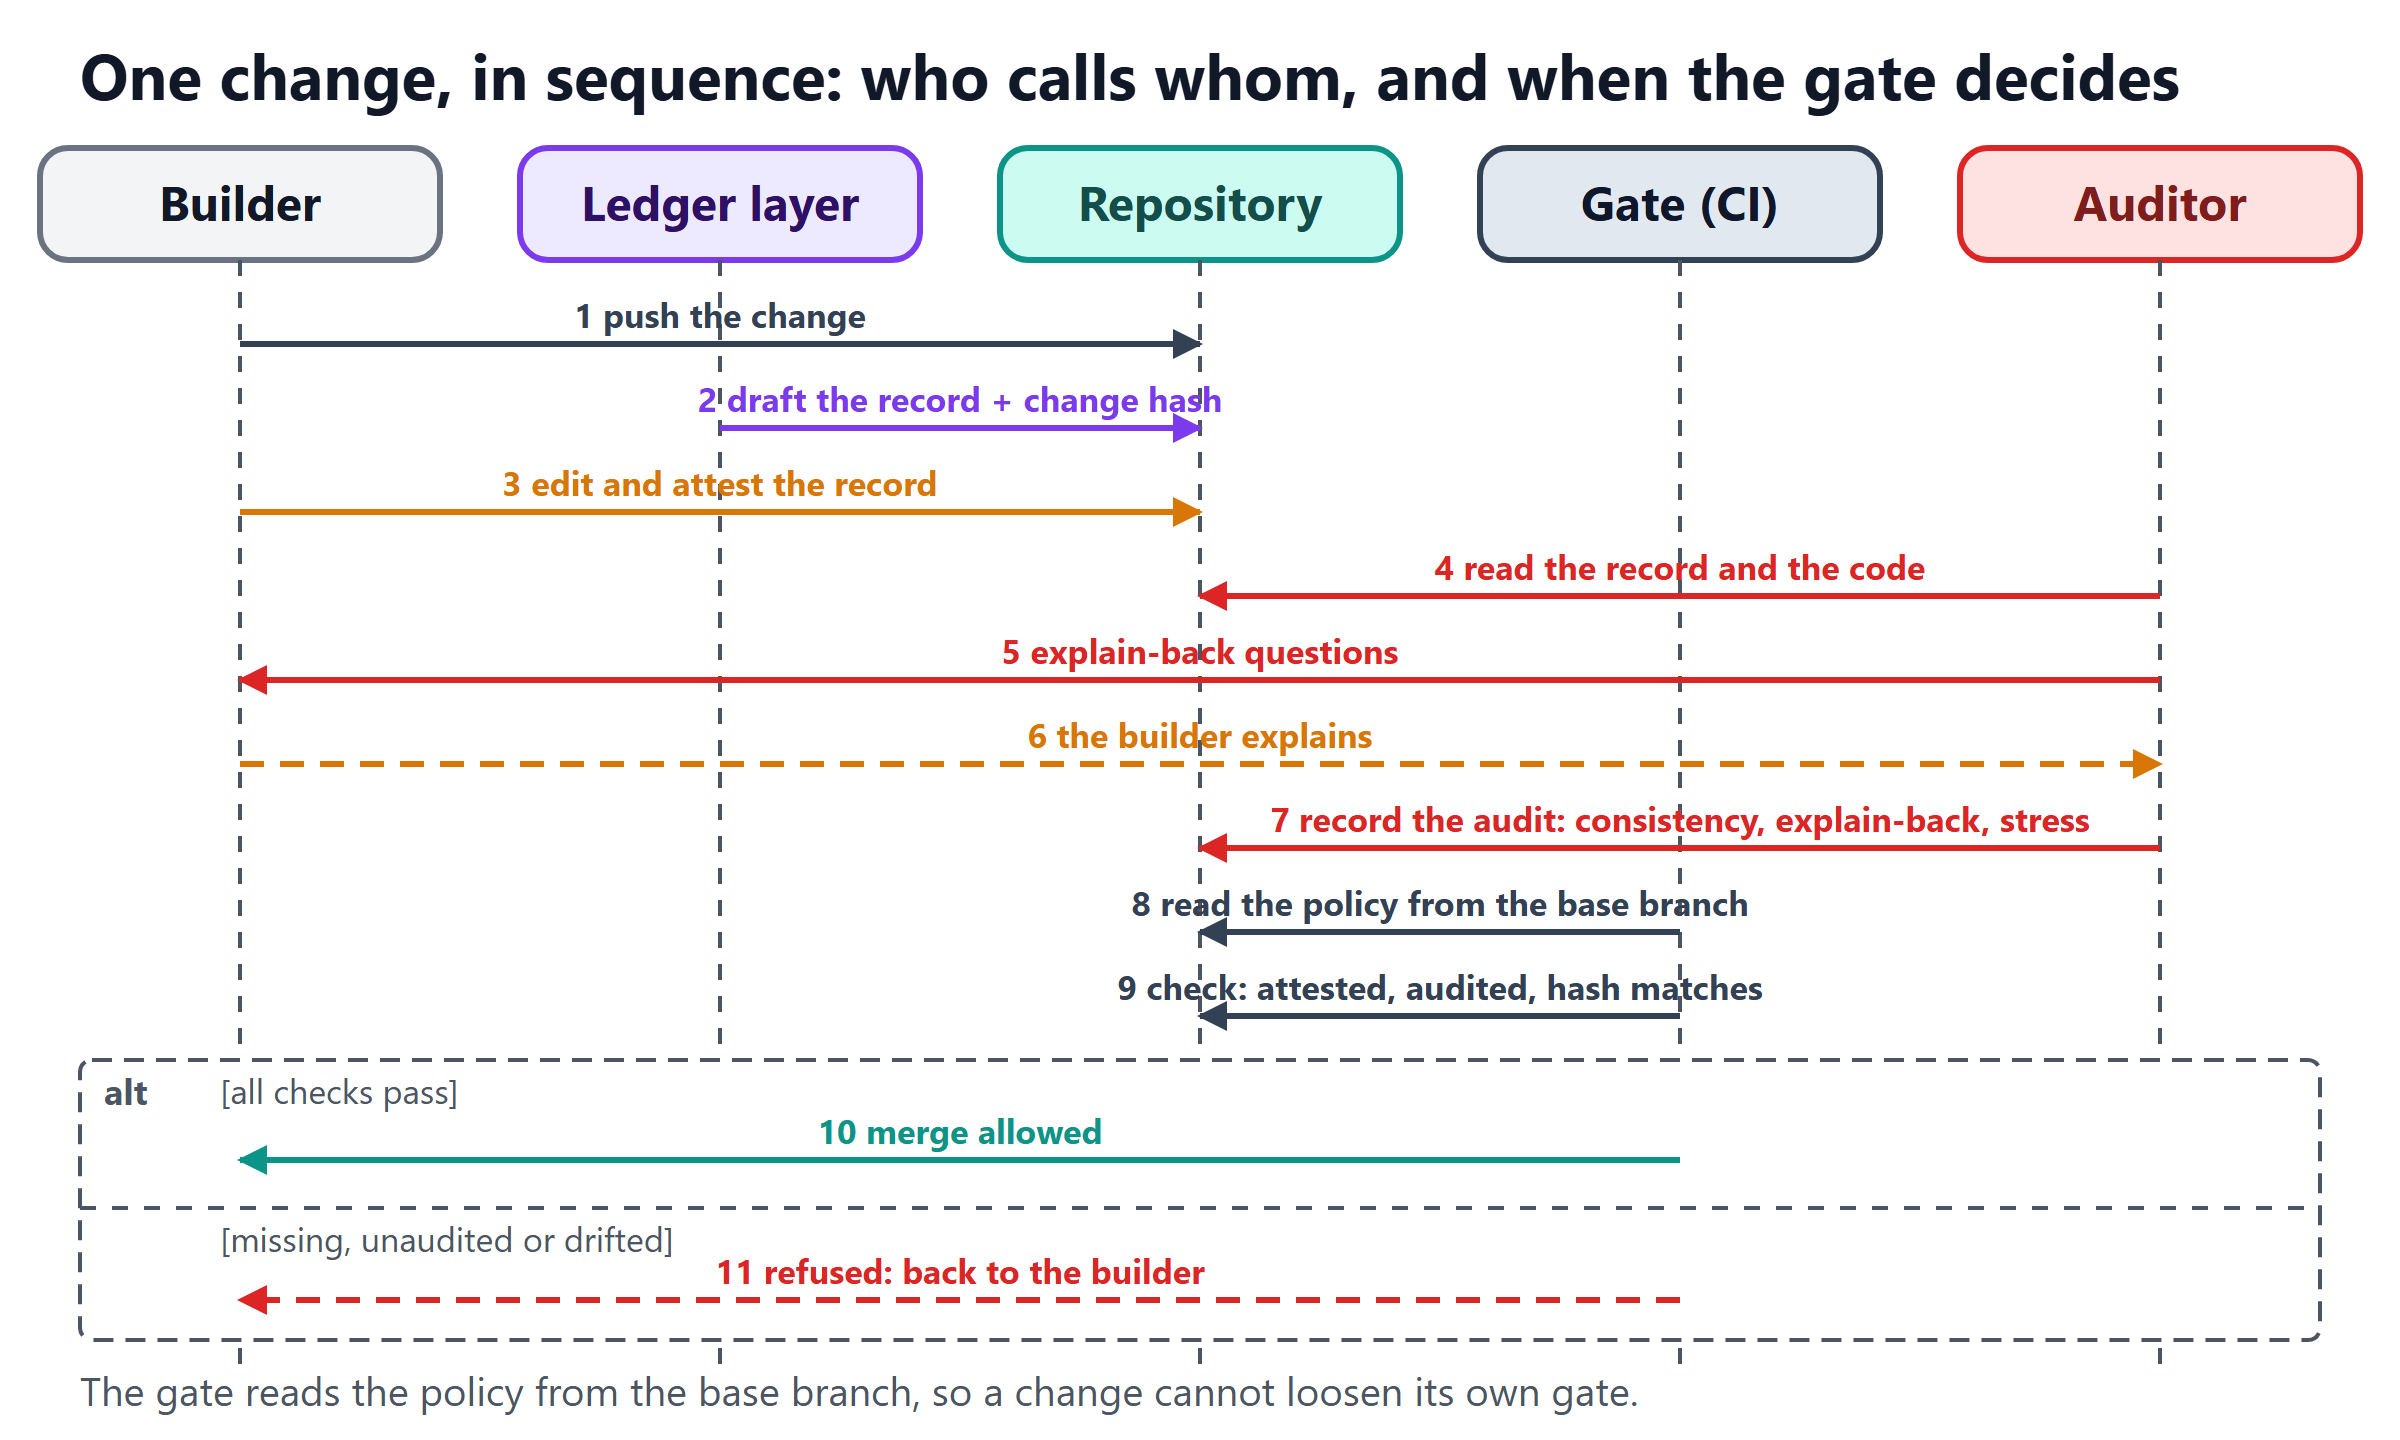 One change, in sequence: who calls whom, and when the gate decides
Builder
Ledger layer
Repository
Gate (CI)
Auditor
1 push the change
2 draft the record + change hash
3 edit and attest the record
4 read the record and the code
5 explain-back questions
6 the builder explains
7 record the audit: consistency, explain-back, stress
8 read the policy from the base branch
9 check: attested, audited, hash matches
alt
[all checks pass]
10 merge allowed
[missing, unaudited or drifted]
11 refused: back to the builder
The gate reads the policy from the base branch, so a change cannot loosen its own gate.